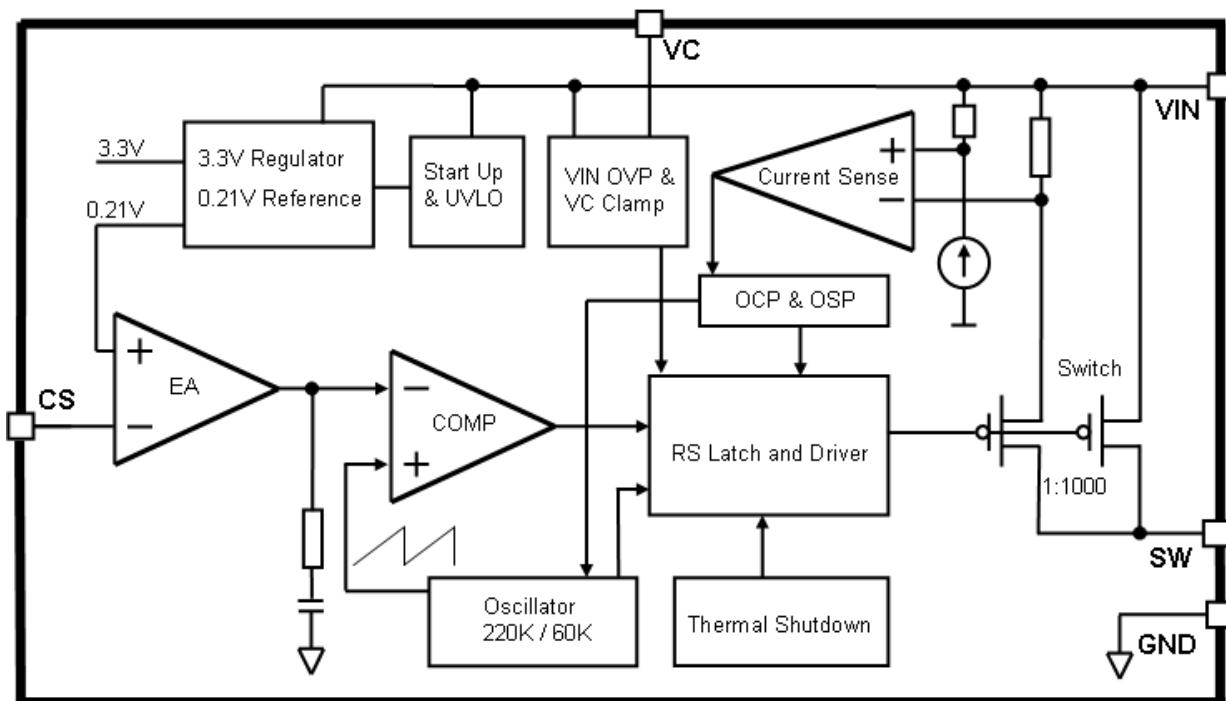 VC
VIN
3.3V
3.3V Regulator
0.21V Reference
0.21V
Start Up
& UVLO
VIN OVP &
VC Clamp
+
Current Sense
−
OCP & OSP
+
EA
−
CS
−
COMP
+
RS Latch and Driver
Switch
1:1000
SW
Oscillator
220K / 60K
Thermal Shutdown
GND